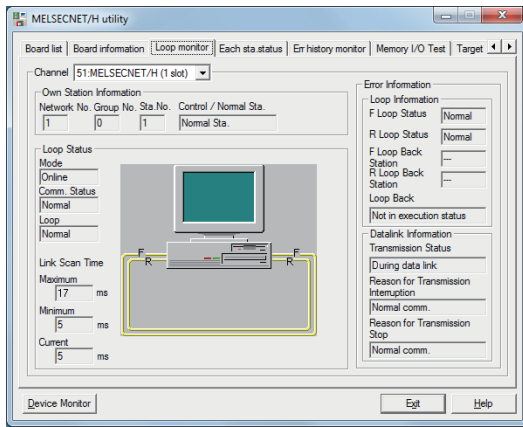 MELSECNET/H utility
Board list Board information Loop monitor Each sta.status Err history monitor Memory I/O Test Target
Channel 51:MELSECNET/H (1 slot)
Own Station Information
Network No. Group No. Sta.No. Control / Normal Sta.
1 0 1 Normal Sta.
Loop Status
Mode
Online
Comm. Status
Normal
Loop
Normal
Link Scan Time
Maximum
17 ms
Minimum
5 ms
Current
5 ms
F
R
F
R
Error Information
Loop Information
F Loop Status Normal
R Loop Status Normal
F Loop Back
Station ---
R Loop Back
Station ---
Loop Back
Not in execution status
Datalink Infomation
Transmission Status
During data link
Reason for Transmission
Interruption
Normal comm.
Reason for Transmission
Stop
Normal comm.
Device Monitor
Exit
Help